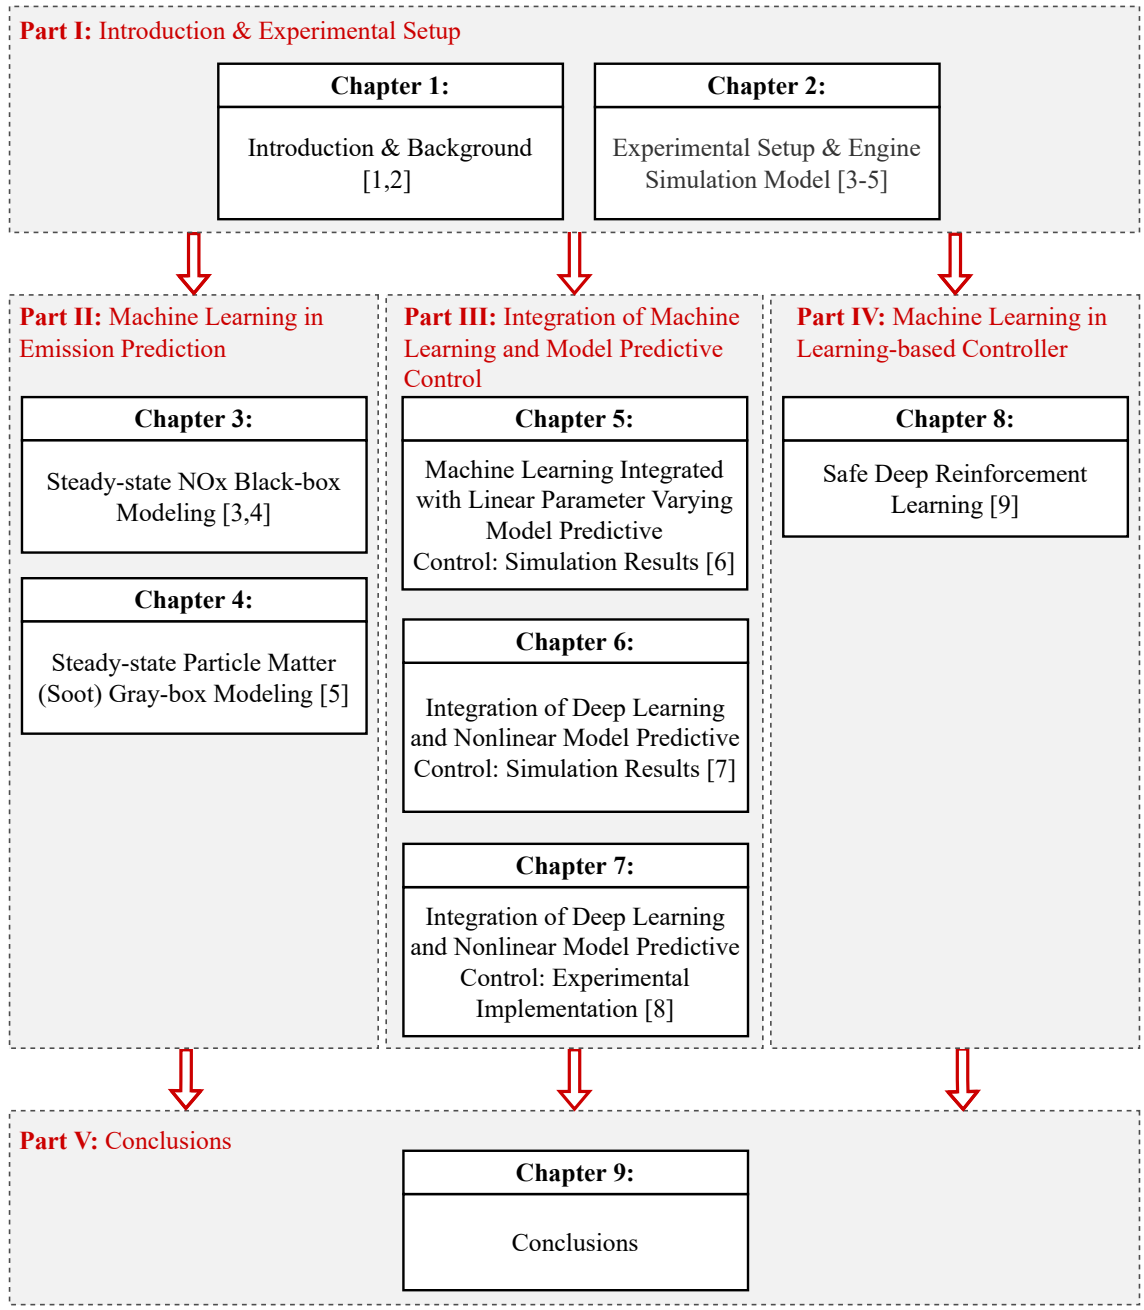 Part I: Introduction & Experimental Setup
Chapter 1:
Introduction & Background
[1,2]
Chapter 2:
Experimental Setup & Engine
Simulation Model [3-5]
Part II: Machine Learning in
Emission Prediction
Chapter 3:
Steady-state NOx Black-box
Modeling [3,4]
Chapter 4:
Steady-state Particle Matter
(Soot) Gray-box Modeling [5]
Part III: Integration of Machine
Learning and Model Predictive
Control
Chapter 5:
Machine Learning Integrated
with Linear Parameter Varying
Model Predictive
Control: Simulation Results [6]
Chapter 6:
Integration of Deep Learning
and Nonlinear Model Predictive
Control: Simulation Results [7]
Chapter 7:
Integration of Deep Learning
and Nonlinear Model Predictive
Control: Experimental
Implementation [8]
Part IV: Machine Learning in
Learning-based Controller
Chapter 8:
Safe Deep Reinforcement
Learning [9]
Part V: Conclusions
Chapter 9:
Conclusions